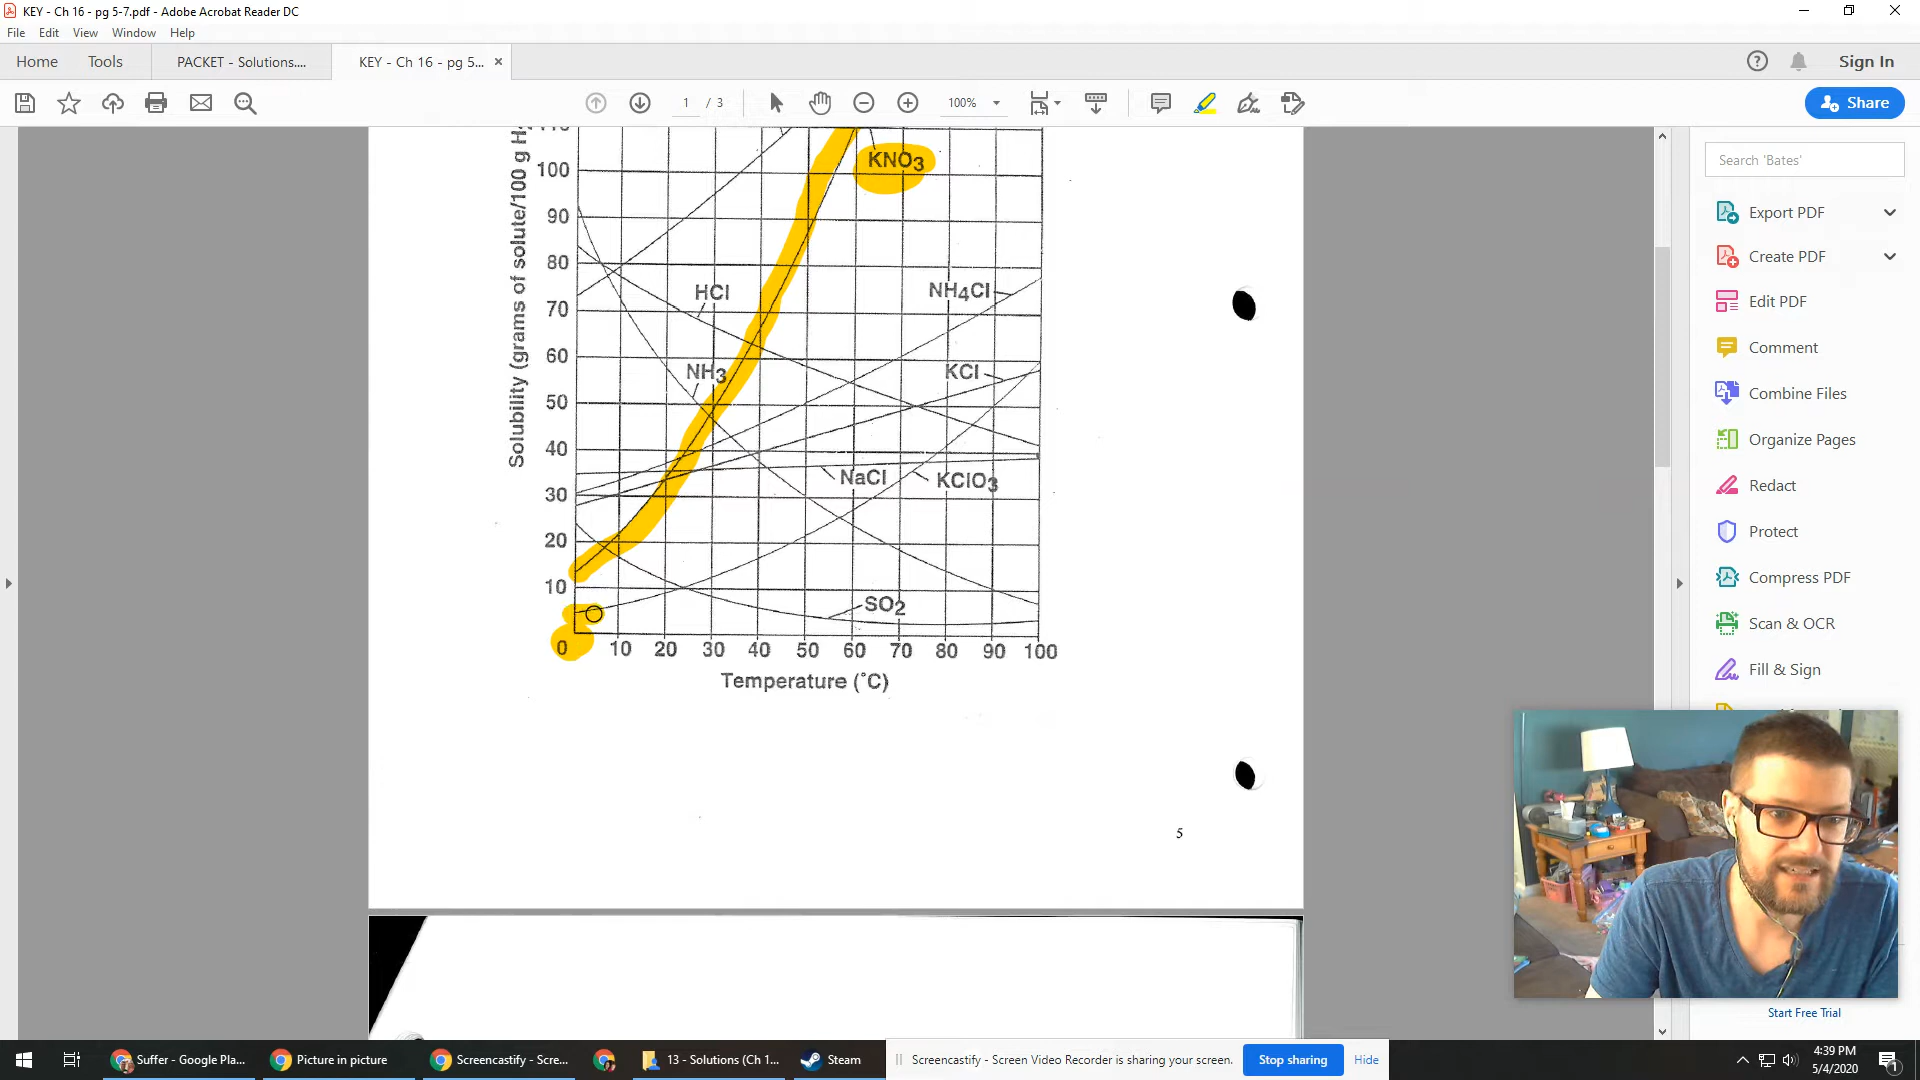 KEY - Ch 16 - pg 5-7.pdf - Adobe Acrobat Reader DC
File Edit View Window Help
Home Tools PACKET - Solutions.... KEY - Ch 16 - pg 5... × Sign In
1 / 3 100% Share
Search 'Bates'
Export PDF
Create PDF
Edit PDF
Comment
Combine Files
Organize Pages
Redact
Protect
Compress PDF
Scan & OCR
Fill & Sign
Start Free Trial
Solubility (grams of solute/100 g
110
100
90
80
70
60
50
40
30
20
10
0 10 20 30 40 50 60 70 80 90 100
Temperature (°C)
KNO3
HCl
NH4Cl
NH3
KCl
NaCl
KClO3
SO2
5
Suffer - Google Pla... Picture in picture Screencastify - Scre... 13 - Solutions (Ch 1... Steam
Screencastify - Screen Video Recorder is sharing your screen. Stop sharing Hide
4:39 PM
5/4/2020
1